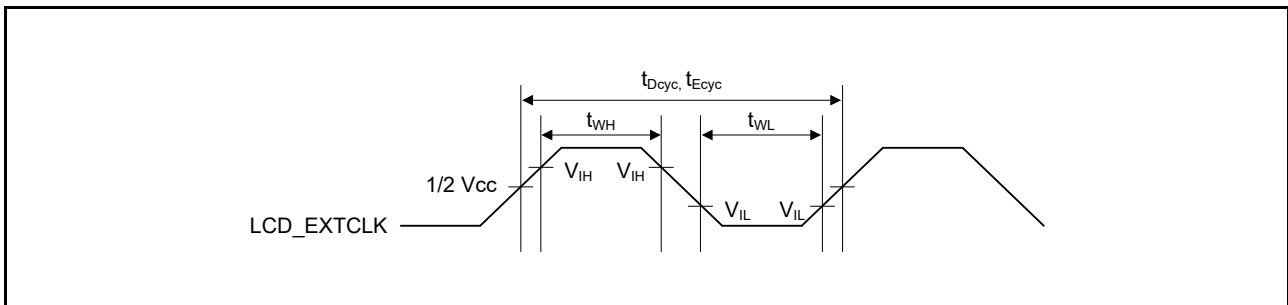 tDcyc, tEcyc
tWH
tWL
VIH
VIH
1/2 Vcc
VIL
VIL
LCD_EXTCLK